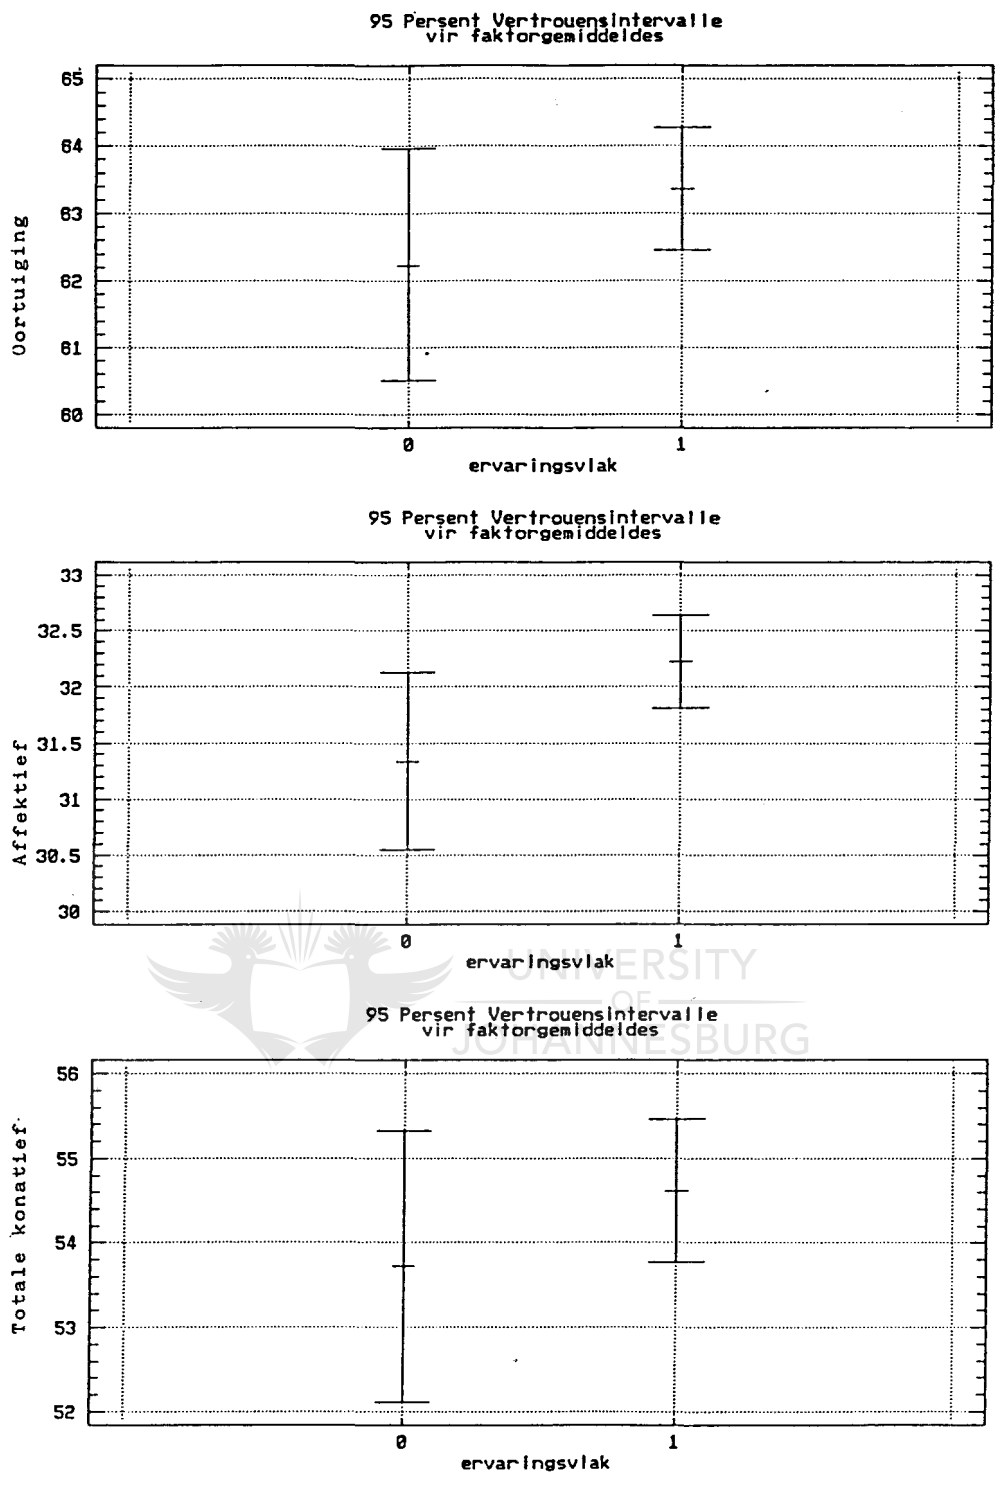 95 Persent Vertrouensintervalle
vir faktorgemiddeldes
65
64
63
62
61
60
Oortuiging
0 1
ervaringsvlak
95 Persent Vertrouensintervalle
vir faktorgemiddeldes
33
32.5
32
31.5
31
30.5
30
Affektief
0 1
ervaringsvlak
UNIVERSITY
OF
JOHANNESBURG
95 Persent Vertrouensintervalle
vir faktorgemiddeldes
56
55
54
53
52
Totale konatief
0 1
ervaringsvlak